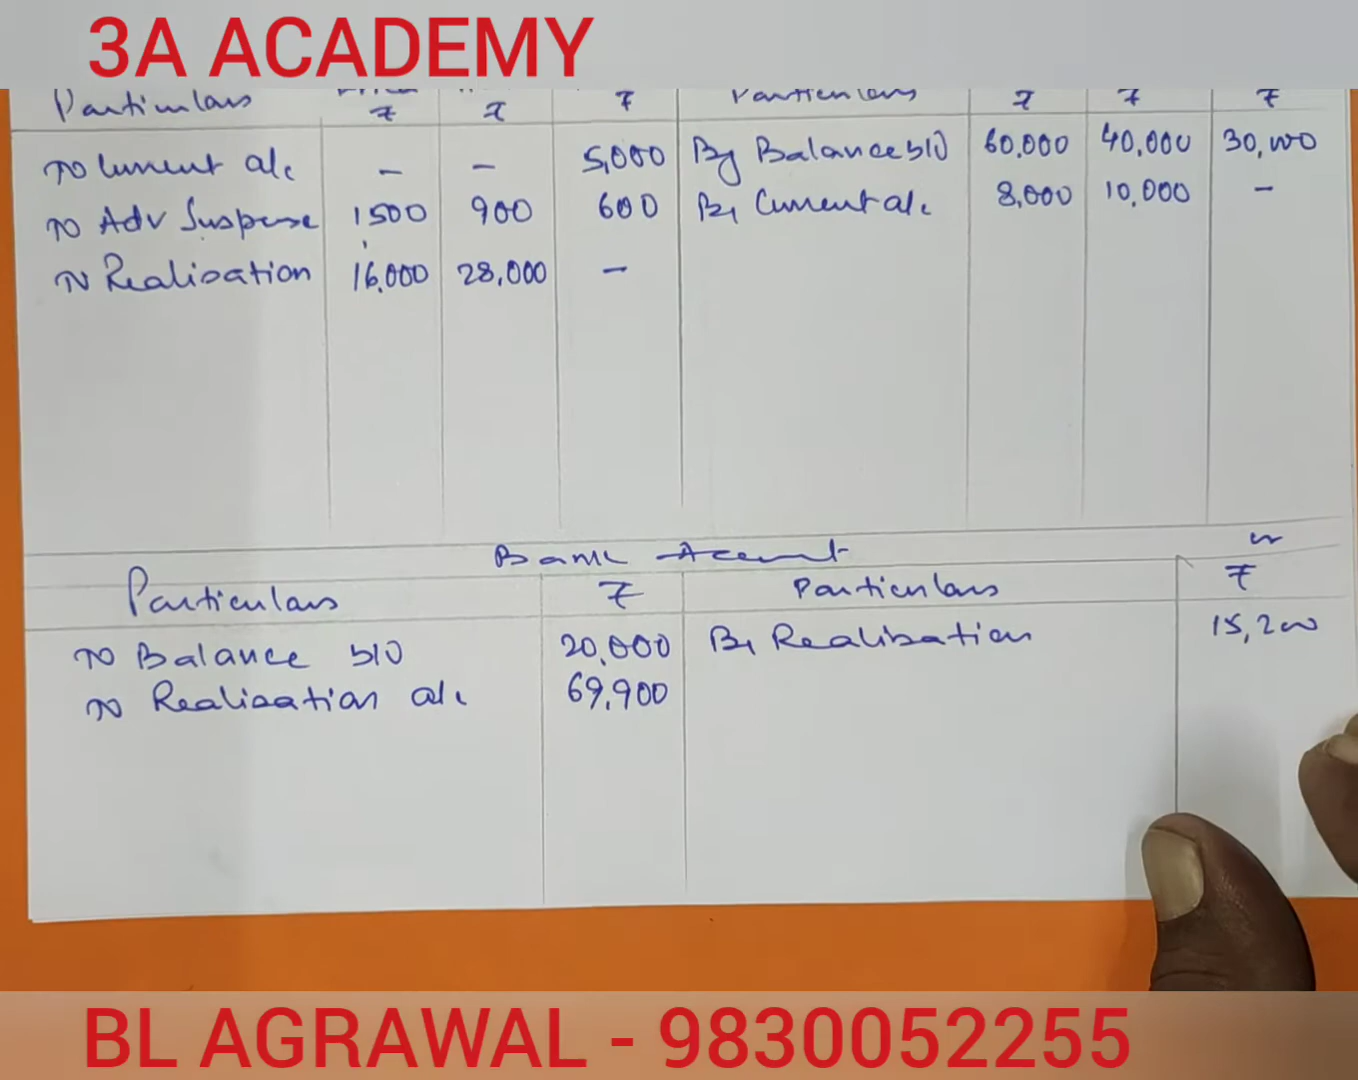 3A ACADEMY
Particulars ₹ ₹ ₹ Particulars ₹ ₹ ₹
To Current a/c - - 5,000 By Balance b/d 60,000 40,000 30,000
To Adv Suspense 1500 900 600 By Current a/c 8,000 10,000 -
To Realisation 16,000 28,000 -
Bank Account
Particulars ₹ Particulars ₹
To Balance b/d 20,000 By Realisation 15,200
To Realisation a/c 69,900
BL AGRAWAL - 9830052255